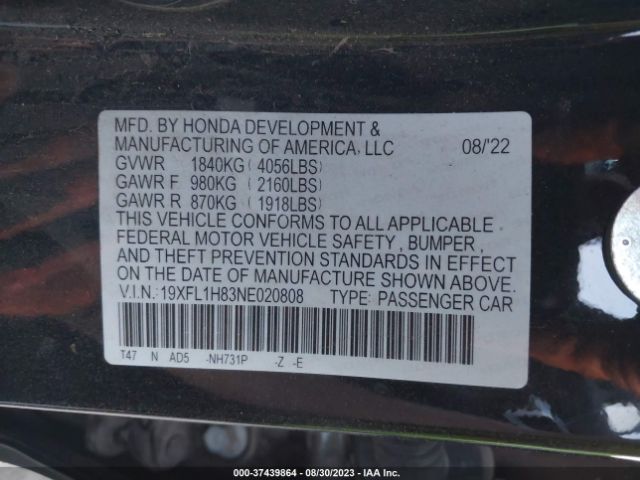 MFD. BY HONDA DEVELOPMENT &
MANUFACTURING OF AMERICA, LLC 08/'22
GVWR 1840KG ( 4056LBS)
GAWR F 980KG ( 2160LBS)
GAWR R 870KG ( 1918LBS)
THIS VEHICLE CONFORMS TO ALL APPLICABLE
FEDERAL MOTOR VEHICLE SAFETY , BUMPER ,
AND THEFT PREVENTION STANDARDS IN EFFECT
ON THE DATE OF MANUFACTURE SHOWN ABOVE.
V.I.N.: 19XFL1H83NE020808 TYPE: PASSENGER CAR
T47 N AD5 -NH731P -Z -E
000-37439864 | 08/30/2023 | IAA Inc.